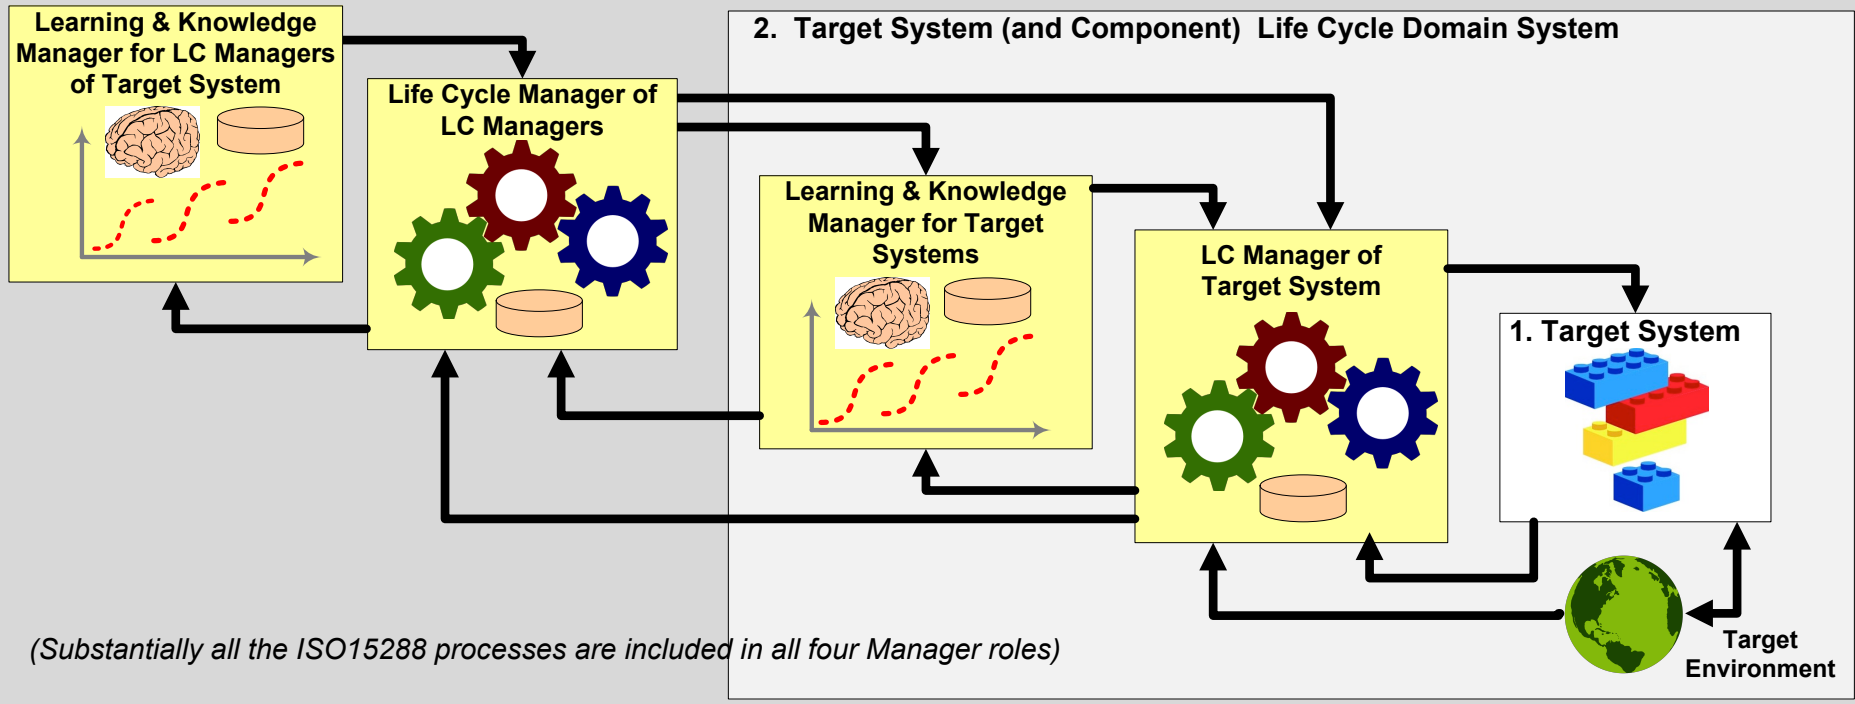 Learning & Knowledge
Manager for LC Managers
of Target System
2.  Target System (and Component)  Life Cycle Domain System
Life Cycle Manager of
LC Managers
Learning & Knowledge
Manager for Target
Systems
LC Manager of
Target System
1. Target System
(Substantially all the ISO15288 processes are included in all four Manager roles)
Target
Environment